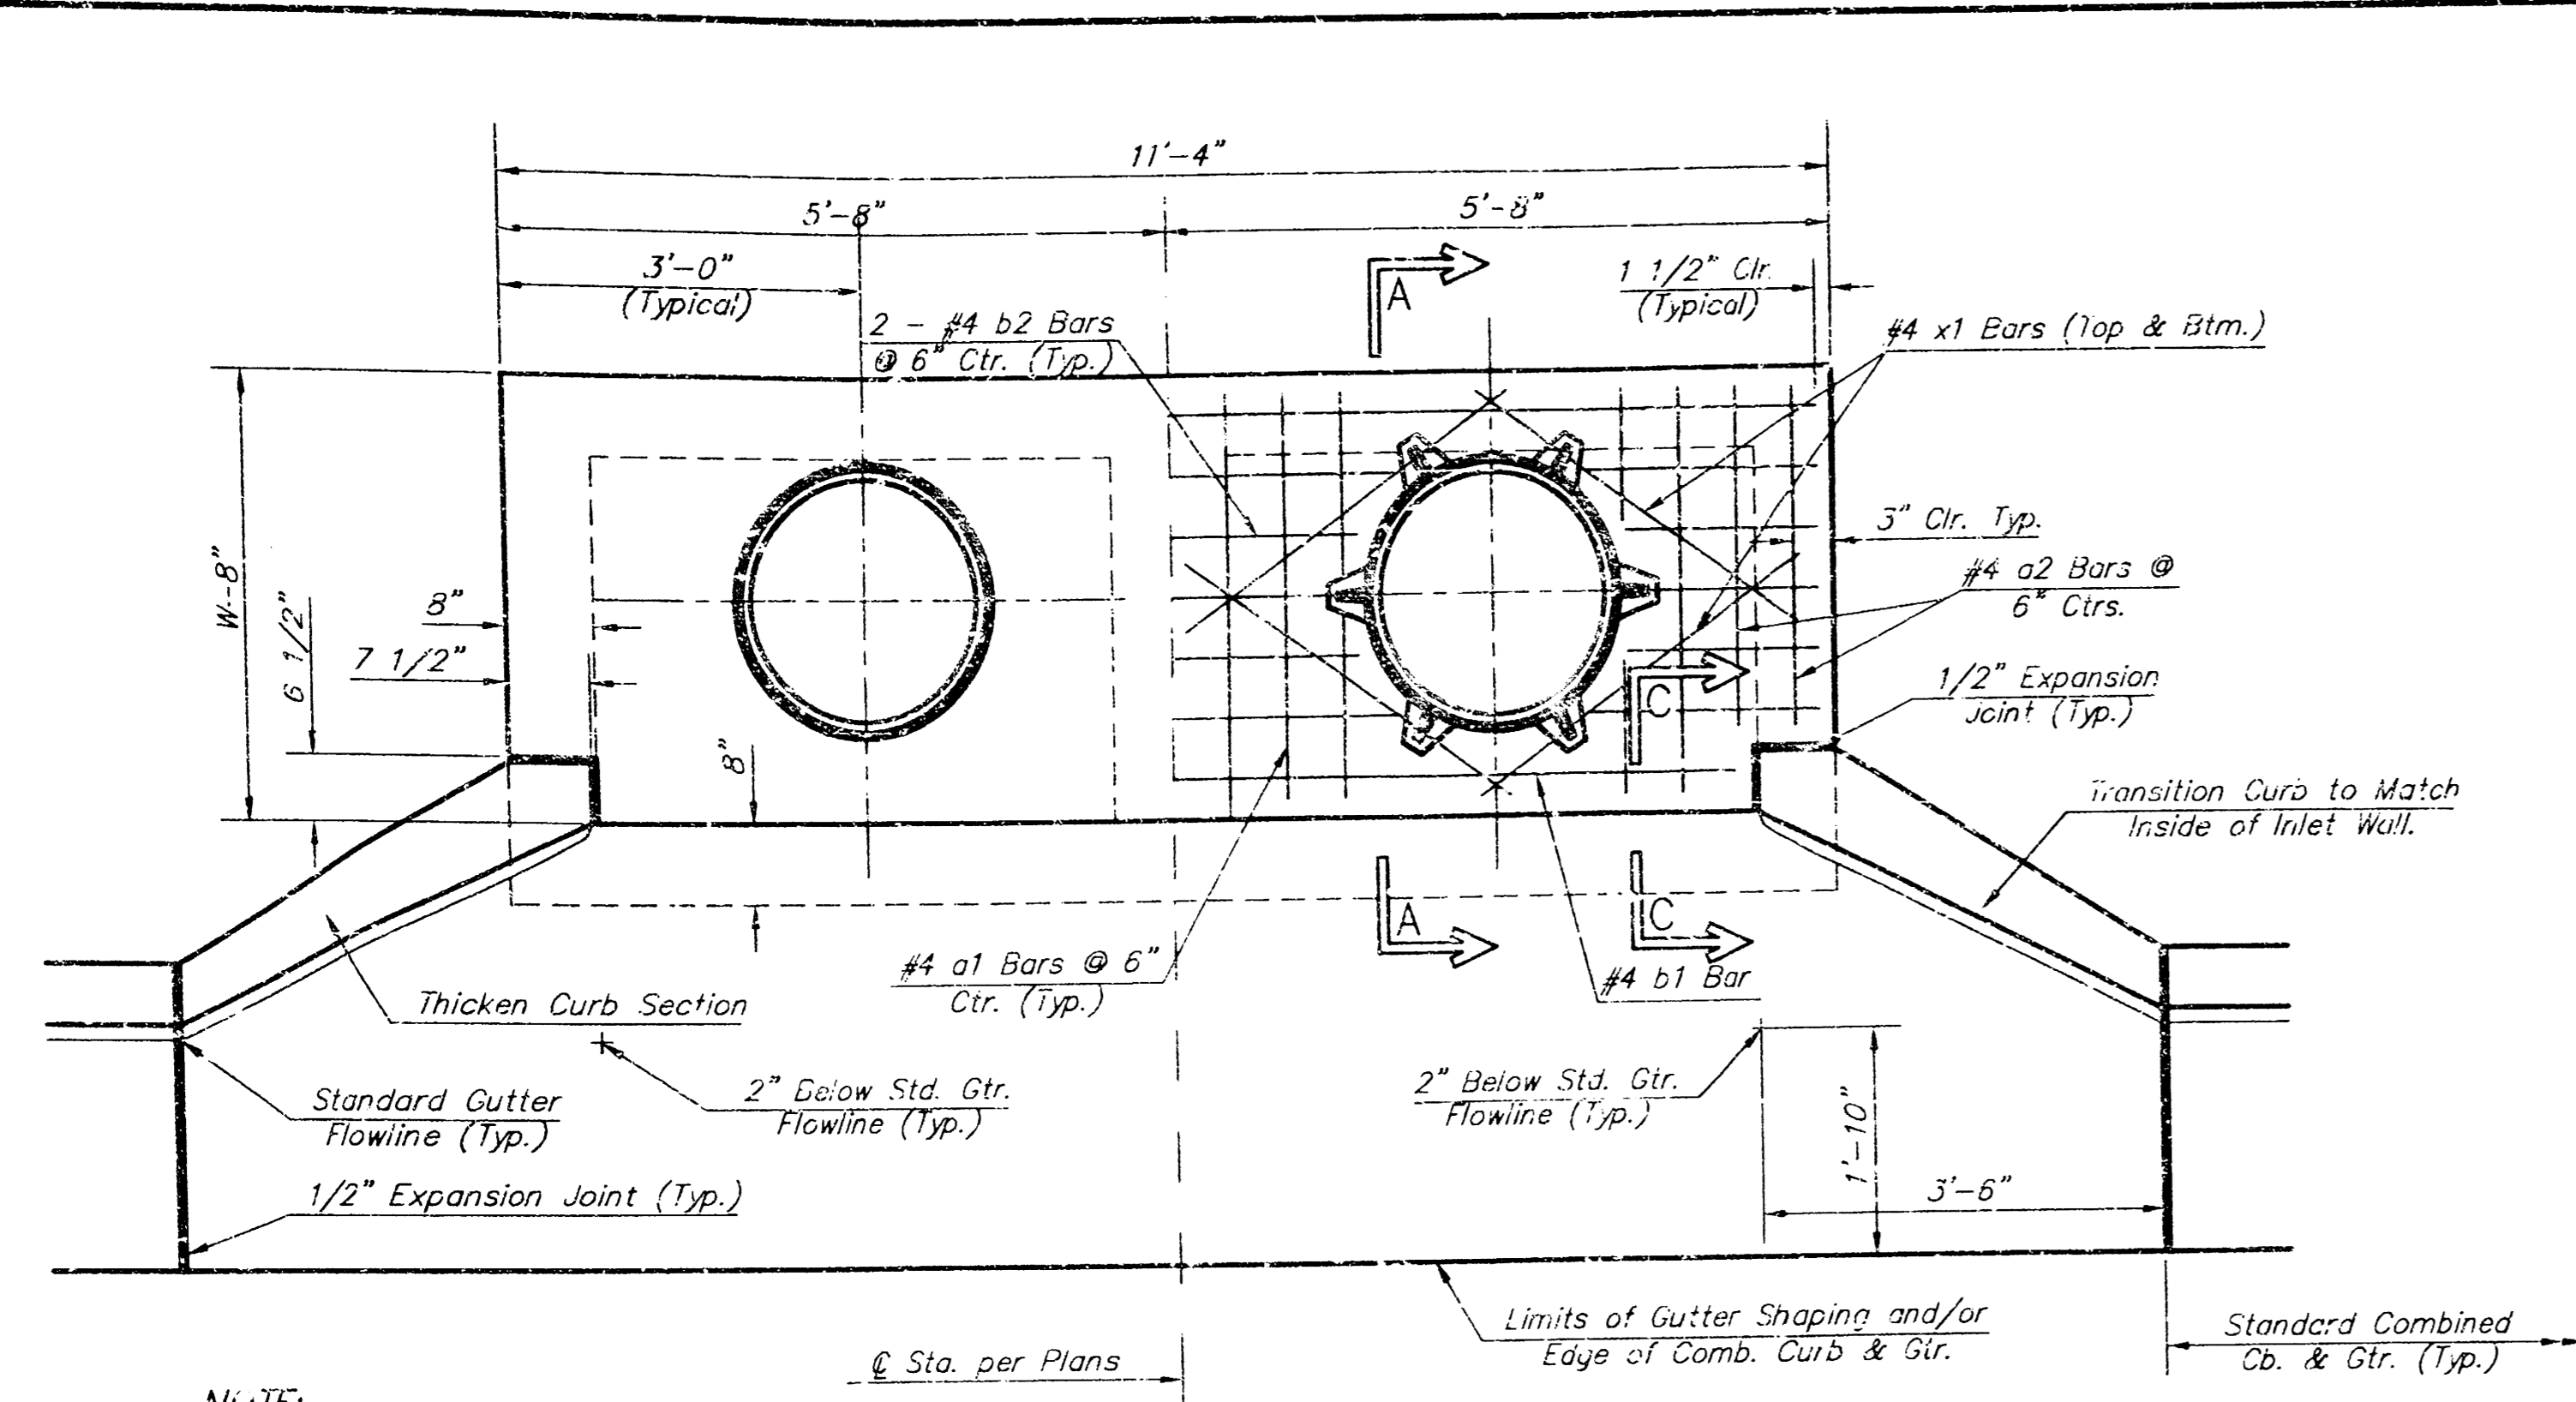 11'-4"
5'-8"
5'-8"
3'-0"
(Typical)
1 1/2" Clr.
(Typical)
A
2 - #4 b2 Bars
@ 6" Ctr. (Typ.)
#4 x1 Bars (Top & Btm.)
3" Clr. Typ.
#4 a2 Bars @
6" Ctrs.
W-8"
6 1/2"
8"
7 1/2"
8"
C
1/2" Expansion
Joint (Typ.)
Transition Curb to Match
Inside of Inlet Wall.
A
C
#4 a1 Bars @ 6"
Ctr. (Typ.)
#4 b1 Bar
Thicken Curb Section
Standard Gutter
Flowline (Typ.)
2" Below Std. Gtr.
Flowline (Typ.)
2" Below Std. Gtr.
Flowline (Typ.)
1'-10"
3'-6"
1/2" Expansion Joint (Typ.)
Limits of Gutter Shaping and/or
Edge of Comb. Curb & Gtr.
Standard Combined
Cb. & Gtr. (Typ.)
℄ Sta. per Plans
NOTE: